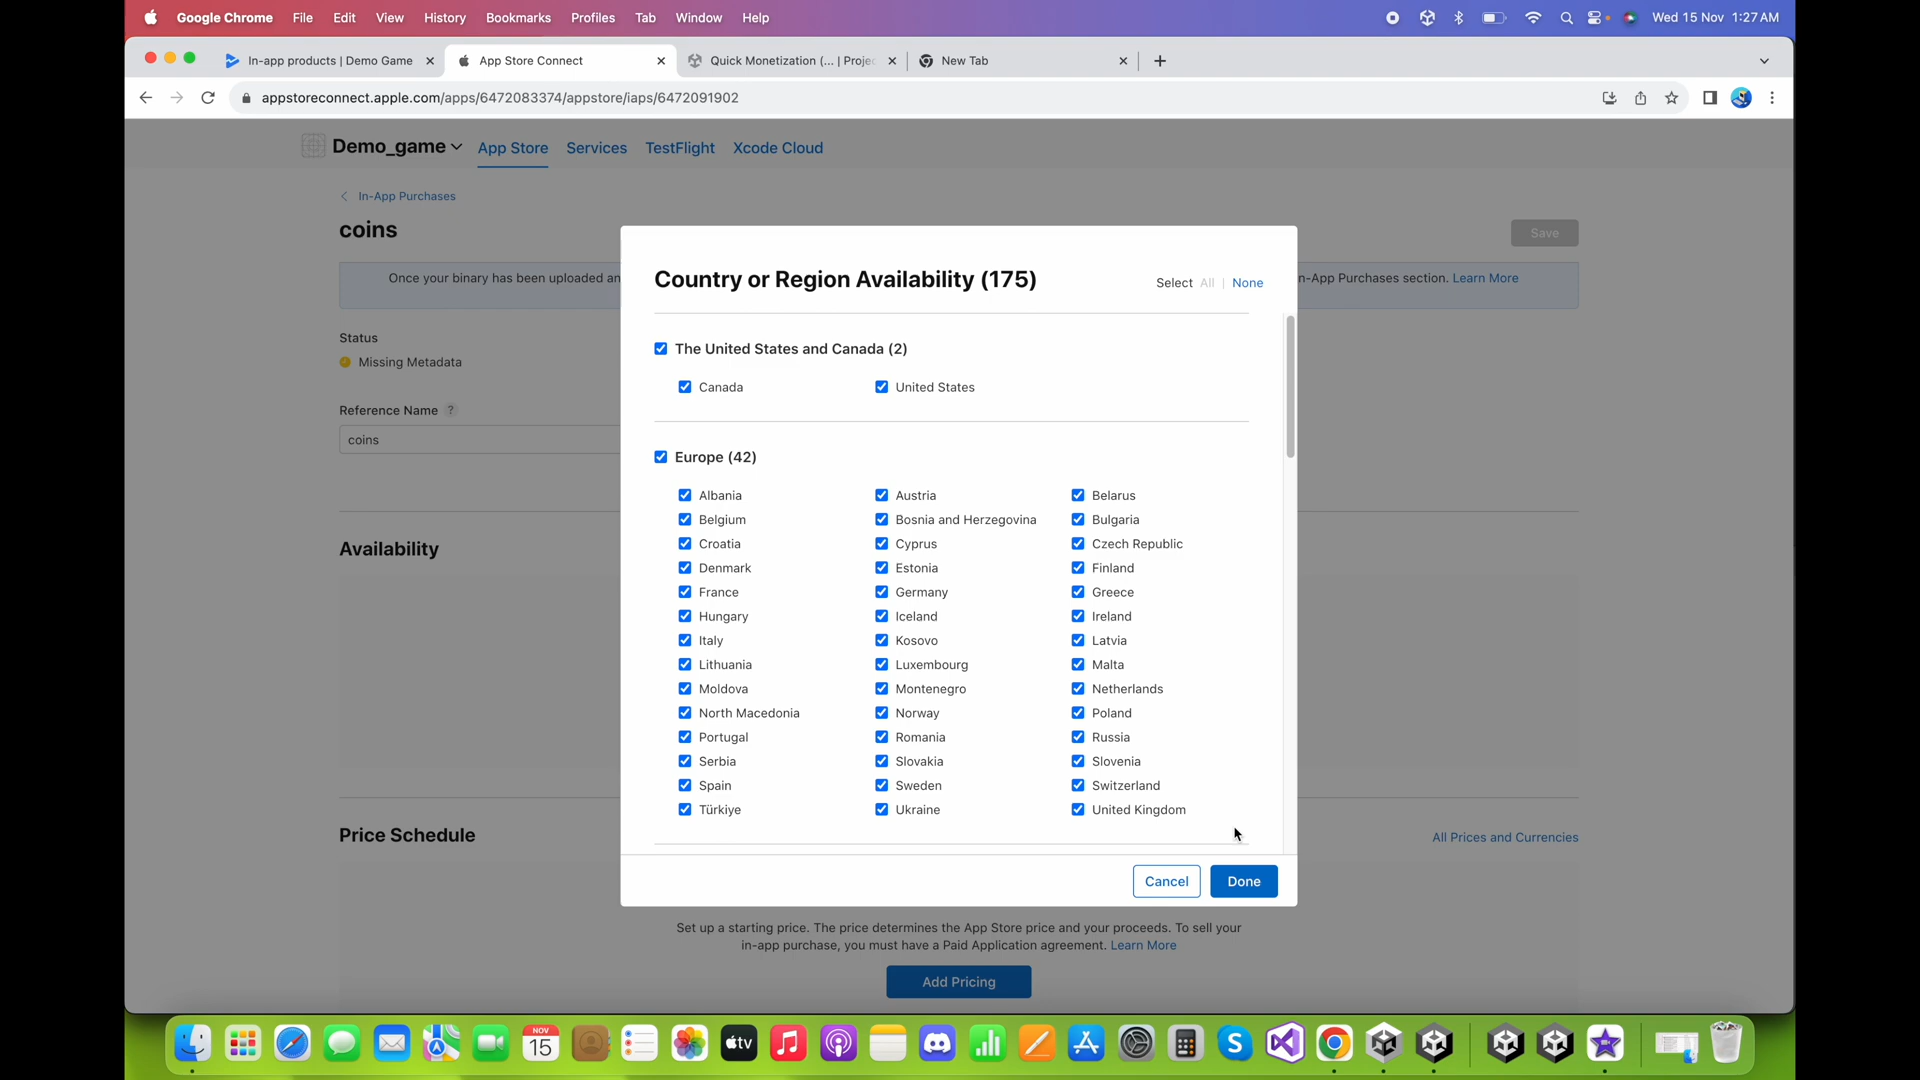 Google Chrome File Edit View History Bookmarks Profiles Tab Window Help Wed 15 Nov 1:27 AM
In-app products | Demo Game App Store Connect Quick Monetization (... | Projec New Tab
appstoreconnect.apple.com/apps/6472083374/appstore/iaps/6472091902
Demo_game App Store Services TestFlight Xcode Cloud
In-App Purchases
coins
Save
Once your binary has been uploaded an n-App Purchases section. Learn More
Status
Missing Metadata
Reference Name ?
coins
Availability
Price Schedule
All Prices and Currencies
Country or Region Availability (175)
Select All | None
The United States and Canada (2)
Canada United States
Europe (42)
Albania Austria Belarus
Belgium Bosnia and Herzegovina Bulgaria
Croatia Cyprus Czech Republic
Denmark Estonia Finland
France Germany Greece
Hungary Iceland Ireland
Italy Kosovo Latvia
Lithuania Luxembourg Malta
Moldova Montenegro Netherlands
North Macedonia Norway Poland
Portugal Romania Russia
Serbia Slovakia Slovenia
Spain Sweden Switzerland
Türkiye Ukraine United Kingdom
Cancel Done
Set up a starting price. The price determines the App Store price and your proceeds. To sell your
in-app purchase, you must have a Paid Application agreement. Learn More
Add Pricing
NOV
15
tv